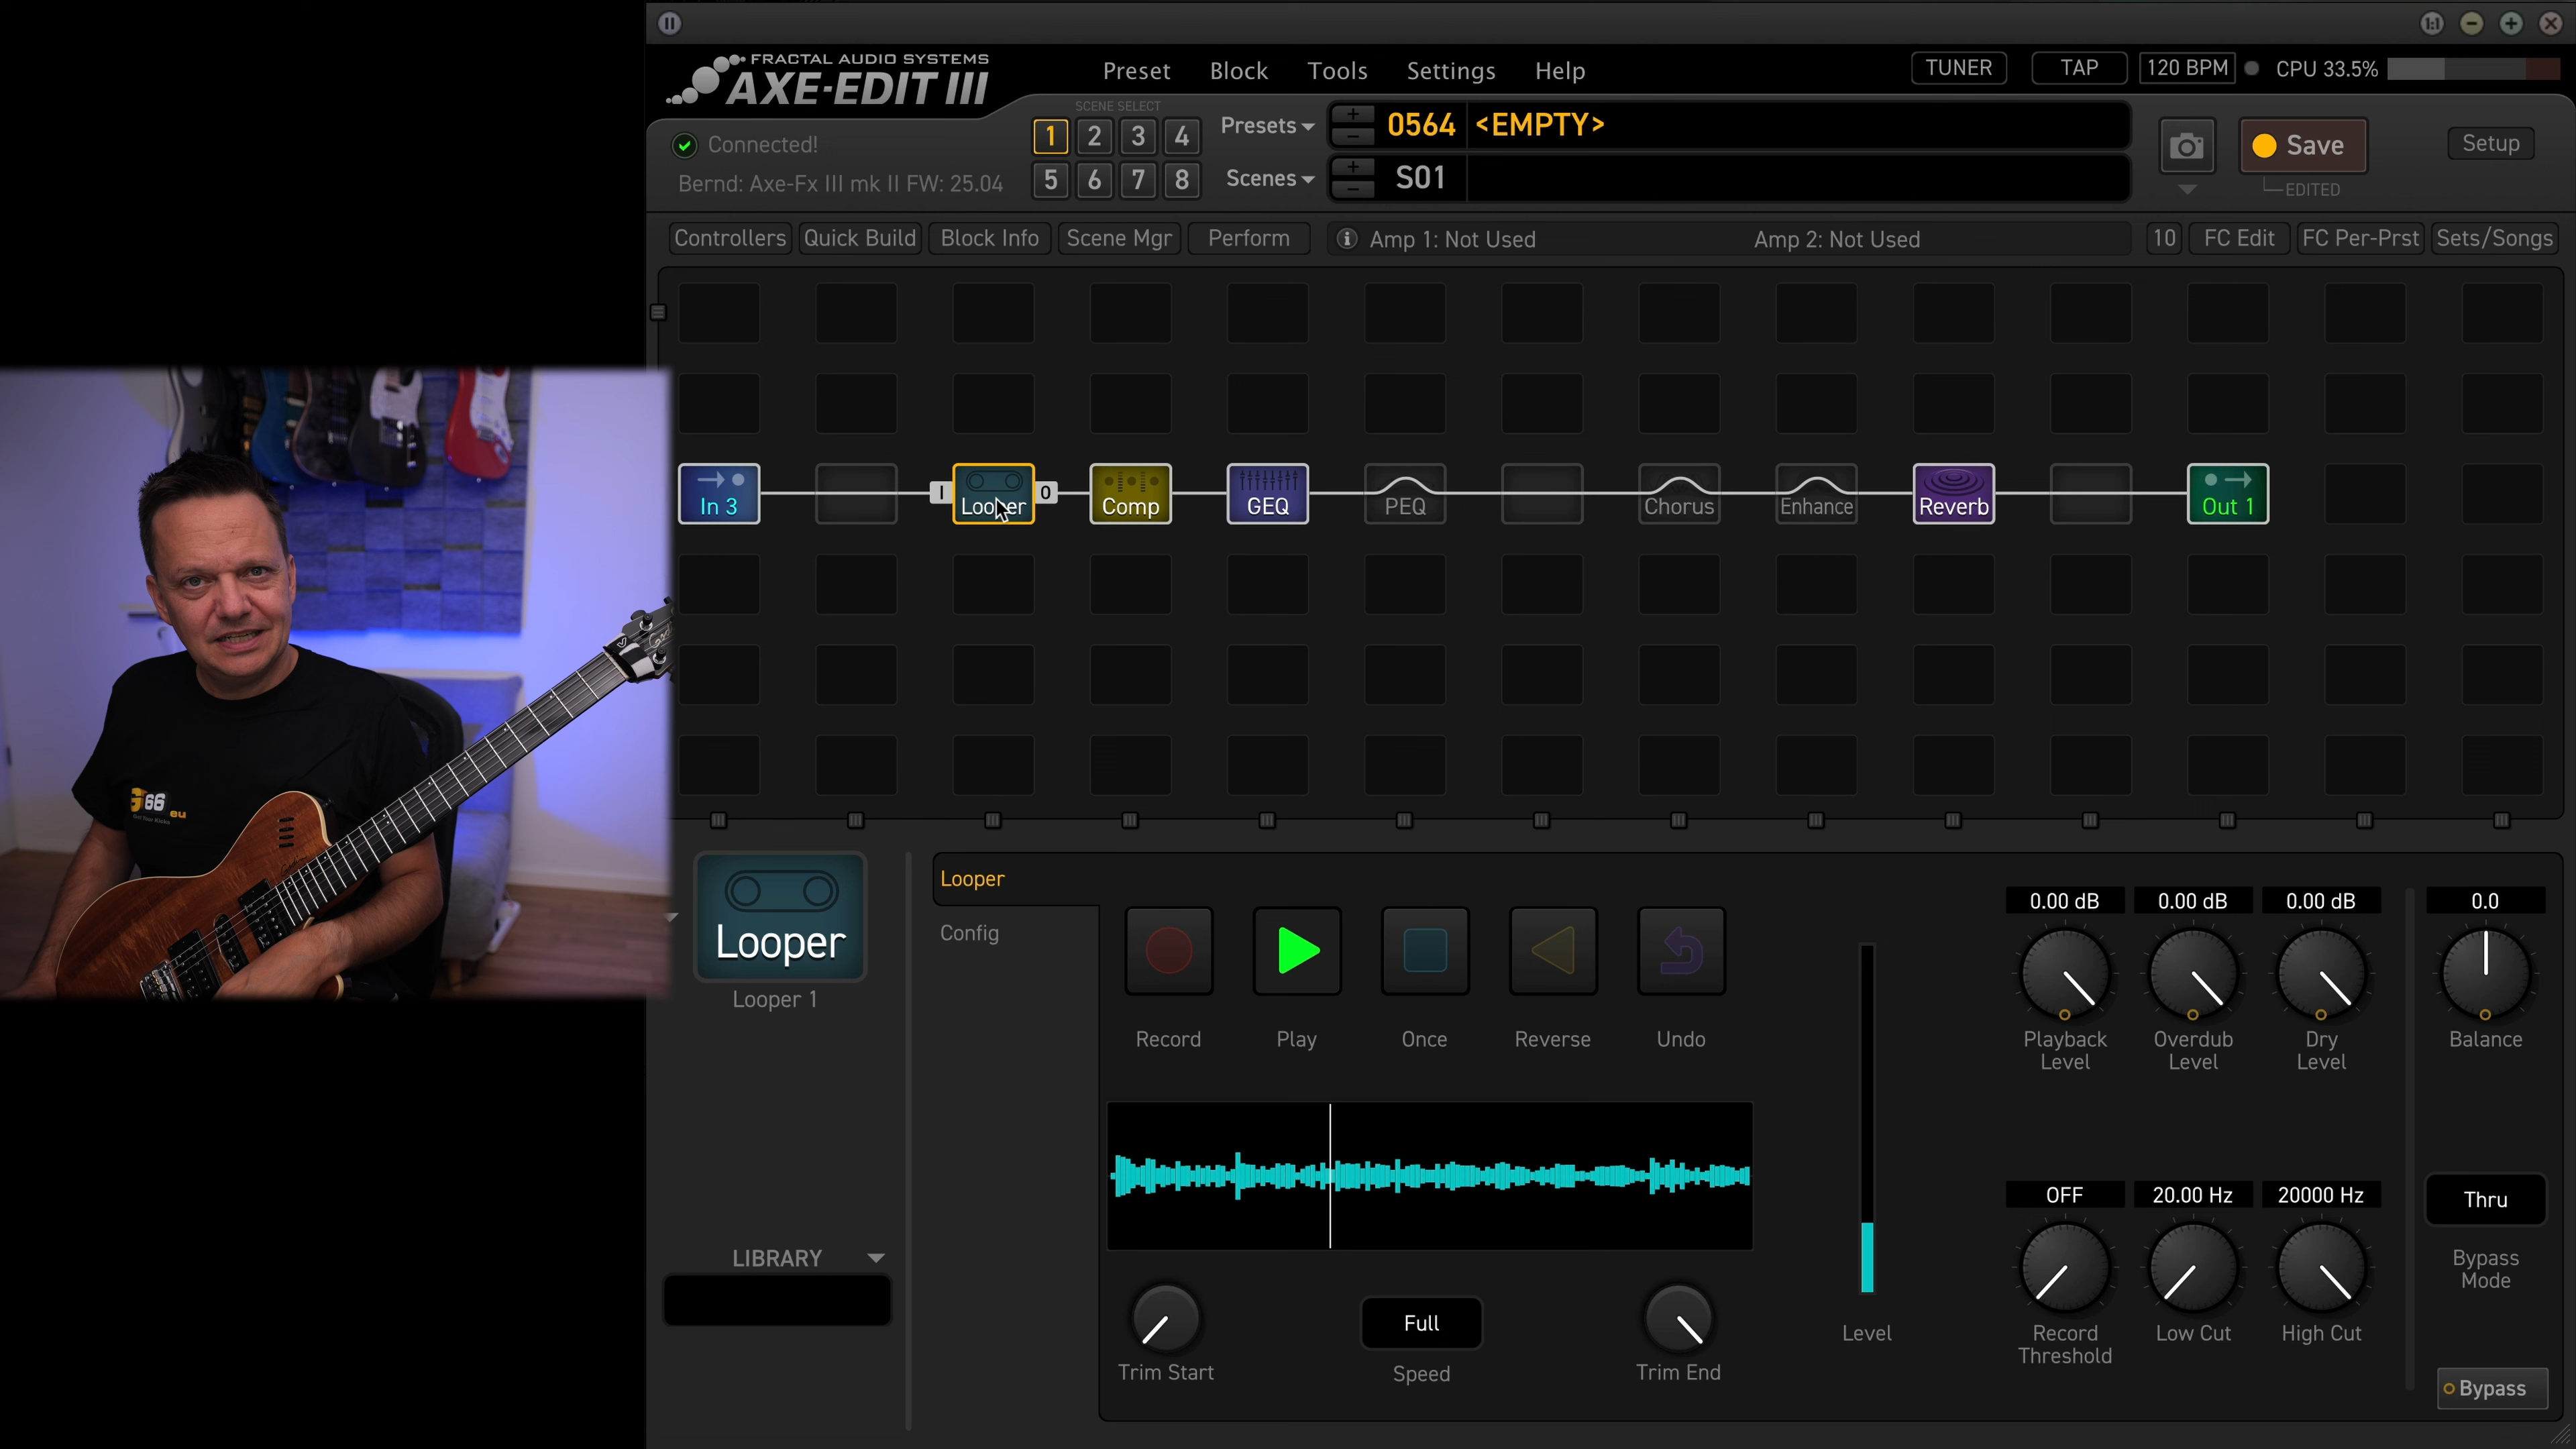 FRACTAL AUDIO SYSTEMS
AXE-EDIT III
Preset Block Tools Settings Help
TUNER TAP 120 BPM CPU 33.5%
1:1
SCENE SELECT
1 2 3 4
5 6 7 8
Connected!
Bernd: Axe-Fx III mk II FW: 25.04
Presets 0564 <EMPTY>
Scenes S01
Save
EDITED
Setup
Controllers Quick Build Block Info Scene Mgr Perform
Amp 1: Not Used Amp 2: Not Used
10 FC Edit FC Per-Prst Sets/Songs
In 3 I Looper O Comp GEQ PEQ Chorus Enhance Reverb Out 1
G66
eu
Looper
Looper 1
LIBRARY
Looper
Config
Record Play Once Reverse Undo
Trim Start
Full
Speed
Trim End
Level
0.00 dB 0.00 dB 0.00 dB 0.0
Playback Level
Overdub Level
Dry Level
Balance
OFF 20.00 Hz 20000 Hz
Record Threshold
Low Cut
High Cut
Thru
Bypass Mode
Bypass